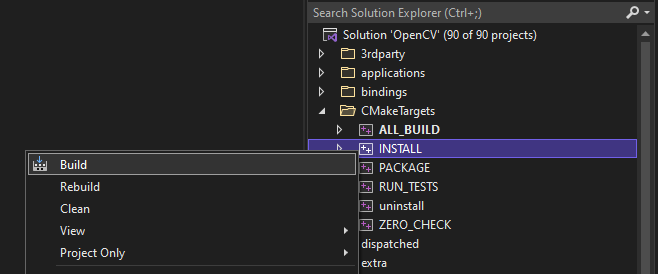 Search Solution Explorer (Ctrl+;)
Solution 'OpenCV' (90 of 90 projects)
3rdparty
applications
bindings
CMakeTargets
ALL_BUILD
INSTALL
PACKAGE
RUN_TESTS
uninstall
ZERO_CHECK
dispatched
extra
Build
Rebuild
Clean
View
Project Only